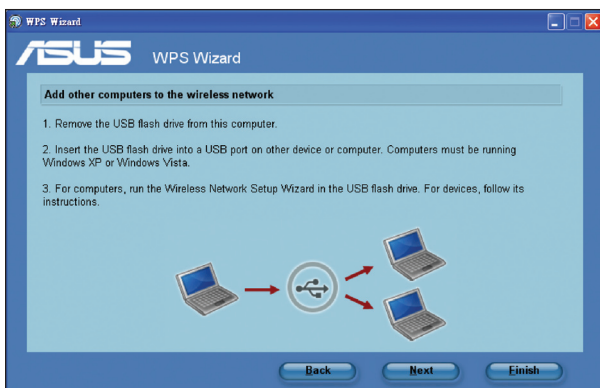 WPS Wizard
ASUS WPS Wizard
Add other computers to the wireless network
1. Remove the USB flash drive from this computer.
2. Insert the USB flash drive into a USB port on other device or computer. Computers must be running
Windows XP or Windows Vista.
3. For computers, run the Wireless Network Setup Wizard in the USB flash drive. For devices, follow its
instructions.
Back Next Finish